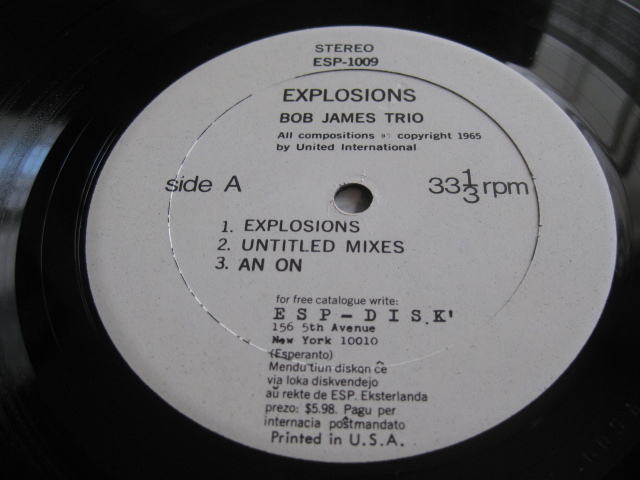 STEREO
ESP-1009
EXPLOSIONS
BOB JAMES TRIO
All compositions copyright 1965
by United International
side A
33 1/3 rpm
1. EXPLOSIONS
2. UNTITLED MIXES
3. AN ON
for free catalogue write:
ESP-DISK'
156 5th Avenue
New York 10010
(Esperanto)
Mendu tiun diskon ĉe
via loka diskvendejo
aŭ rekte de ESP. Eksterlanda
prezo: $5.98. Pagu per
internacia poŝtmandato
Printed in U.S.A.